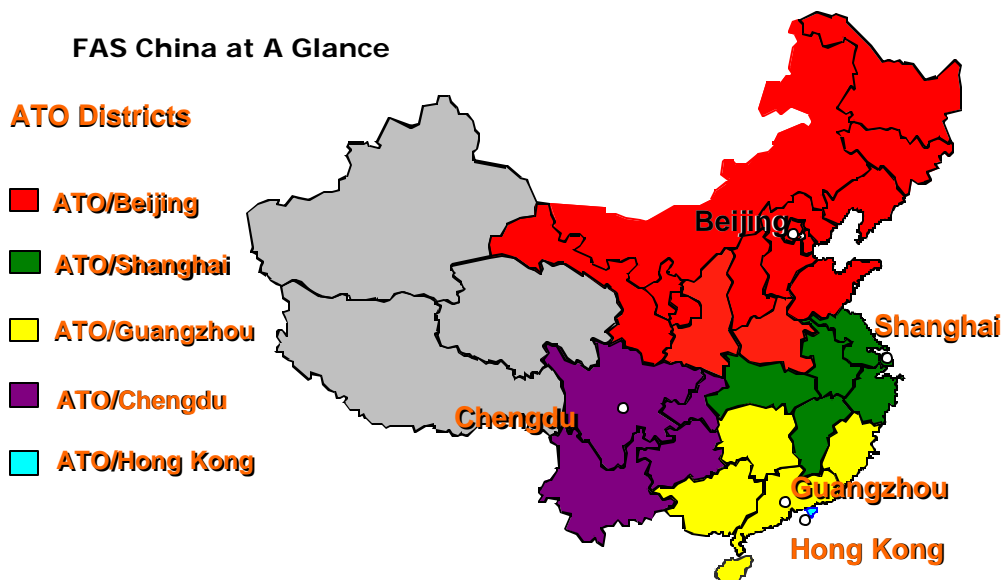 FAS China at A Glance
ATO Districts
ATO/Beijing
ATO/Shanghai
ATO/Guangzhou
ATO/Chengdu
ATO/Hong Kong
Beijing
Shanghai
Chengdu
Guangzhou
Hong Kong